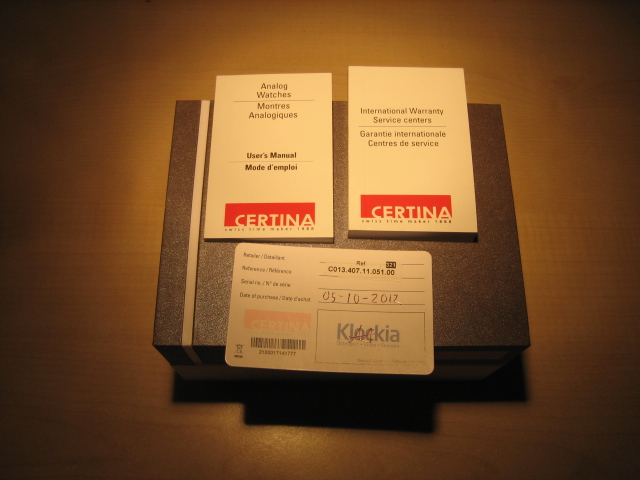 Analog
Watches
Montres
Analogiques
User's Manual
Mode d'emploi
CERTINA
swiss time maker 1888
International Warranty
Service centers
Garantie internationale
Centres de service
CERTINA
swiss time maker 1888
Retailer / Détaillant
Ref. 321
Reference / Référence
C013.407.11.051.00
Serial no. / N° de série
Date of purchase / Date d'achat
05-10-2012
CERTINA
Klockia